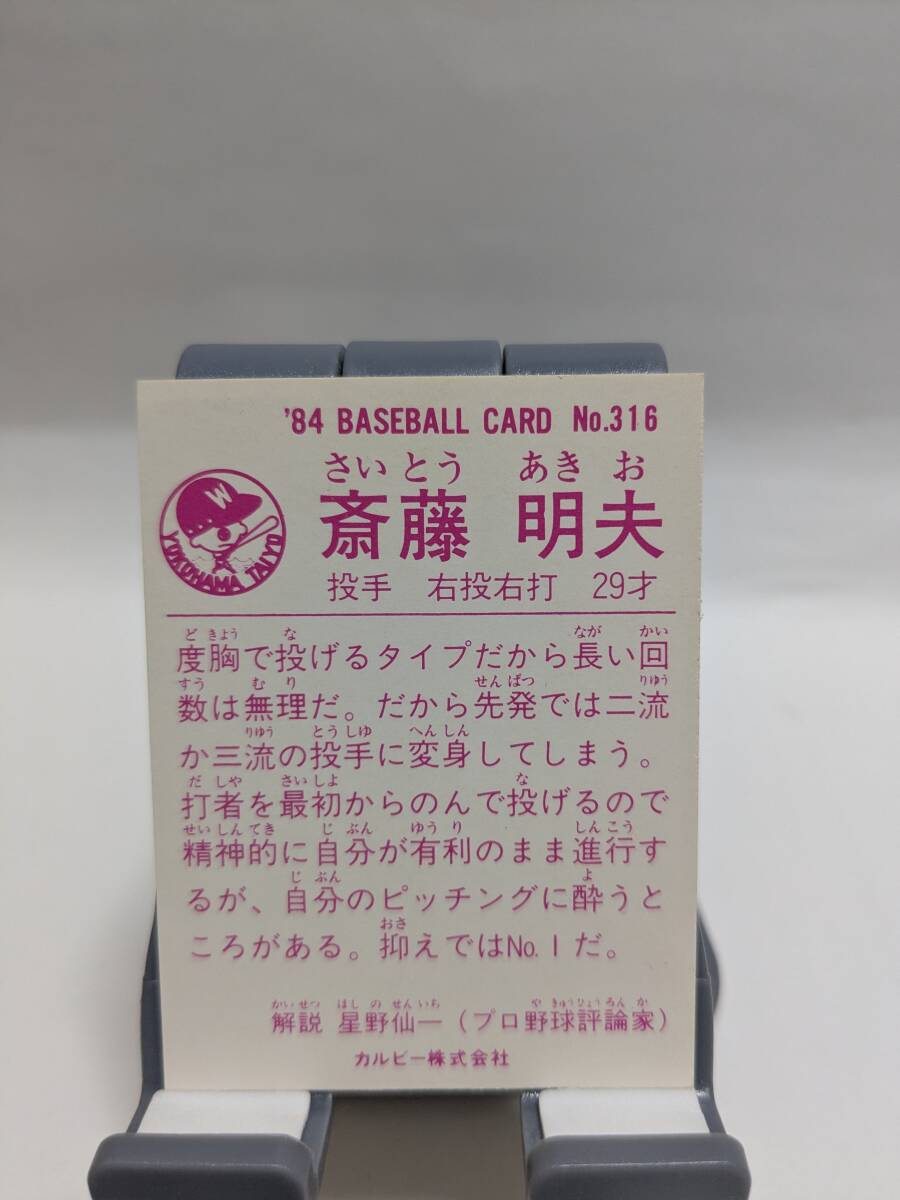 '84 BASEBALL CARD No.316
さいとう あきお
斎藤 明夫
W
YOKOHAMA TAIYO
投手 右投右打 29才
ど きょう な なが かい
度胸で投げるタイプだから長い回
すう む り せんぱつ りゆう
数は無理だ。だから先発では二流
りゆう とうしゆ へんしん
か三流の投手に変身してしまう。
だ しや さいしよ な
打者を最初からのんで投げるので
せいしんてき じ ぶん ゆうり しんこう
精神的に自分が有利のまま進行す
じ ぶん よ
るが、自分のピッチングに酔うと
おさ
ころがある。抑えではNo.1だ。
かいせつ ほしの せんいち や きゅうひょうろんか
解説 星野仙一(プロ野球評論家)
カルビー株式会社